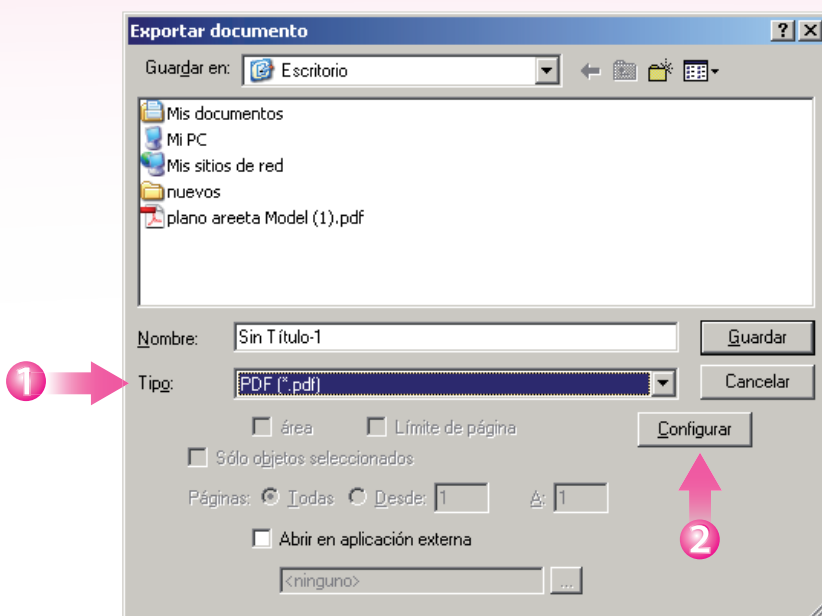 Exportar documento
Guardar en: Escritorio
Mis documentos
Mi PC
Mis sitios de red
nuevos
plano areeta Model (1).pdf
Nombre: Sin Título-1 Guardar
1 Tipo: PDF (*.pdf) Cancelar
área Límite de página Configurar
Sólo objetos seleccionados
Páginas: Todas Desde: 1 A: 1
2
Abrir en aplicación externa
<ninguno> ...